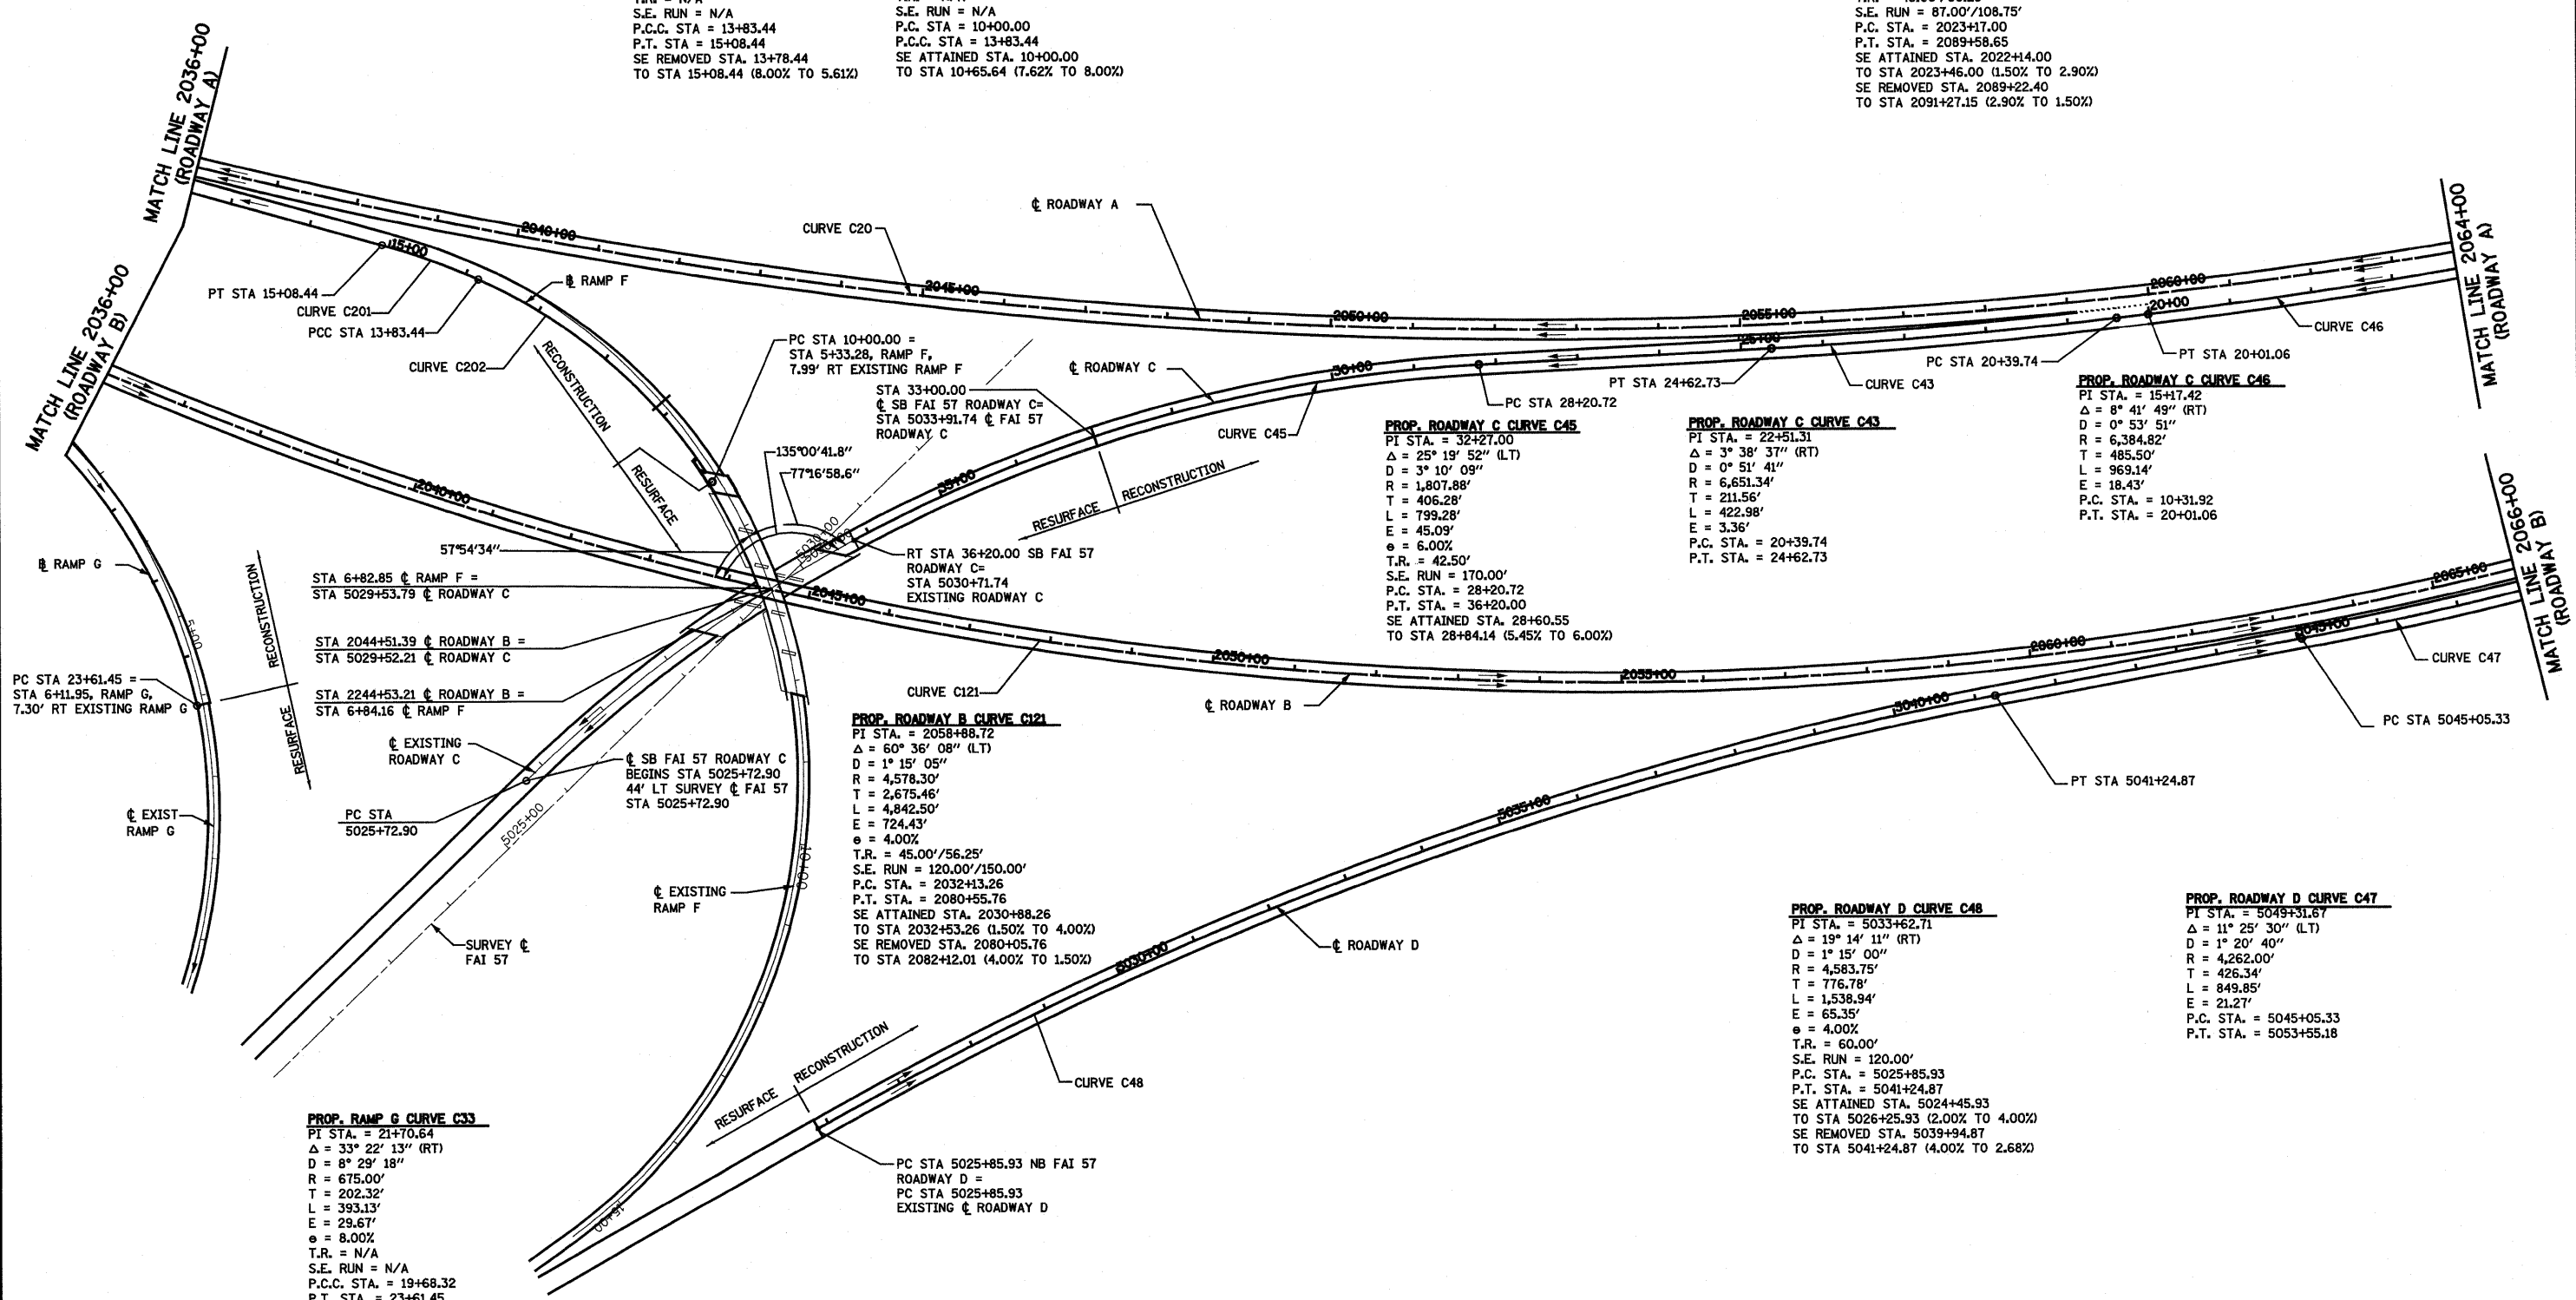 S.E. RUN = N/A
P.C.C. STA = 13+83.44
P.T. STA = 15+08.44
SE REMOVED STA. 13+78.44
TO STA 15+08.44 (8.00% TO 5.61%)
S.E. RUN = N/A
P.C. STA = 10+00.00
P.C.C. STA = 13+83.44
SE ATTAINED STA. 10+00.00
TO STA 10+65.64 (7.62% TO 8.00%)
S.E. RUN = 87.00'/108.75'
P.C. STA. = 2023+17.00
P.T. STA. = 2089+58.65
SE ATTAINED STA. 2022+14.00
TO STA 2023+46.00 (1.50% TO 2.90%)
SE REMOVED STA. 2089+22.40
TO STA 2091+27.15 (2.90% TO 1.50%)
MATCH LINE 2036+00
(ROADWAY A)
MATCH LINE 2036+00
(ROADWAY B)
MATCH LINE 2064+00
(ROADWAY A)
MATCH LINE 2066+00
(ROADWAY B)
2040+00
2045+00
2050+00
2055+00
2060+00
℄ ROADWAY A
CURVE C20
15+00
PT STA 15+08.44
CURVE C201
PCC STA 13+83.44
CURVE C202
RAMP F
RECONSTRUCTION
RESURFACE
PC STA 10+00.00 =
STA 5+33.28, RAMP F,
7.99' RT EXISTING RAMP F
STA 33+00.00
℄ SB FAI 57 ROADWAY C=
STA 5033+91.74 ℄ FAI 57
ROADWAY C
℄ ROADWAY C
CURVE C45
30+00
35+00
25+00
20+00
PC STA 28+20.72
PT STA 24+62.73
CURVE C43
PC STA 20+39.74
PT STA 20+01.06
CURVE C46
RESURFACE
RECONSTRUCTION
135°00'41.8"
77°16'58.6"
57°54'34"
5030+00
RT STA 36+20.00 SB FAI 57
ROADWAY C=
STA 5030+71.74
EXISTING ROADWAY C
PROP. ROADWAY C CURVE C45
PI STA. = 32+27.00
Δ = 25° 19' 52" (LT)
D = 3° 10' 09"
R = 1,807.88'
T = 406.28'
L = 799.28'
E = 45.09'
e = 6.00%
T.R. = 42.50'
S.E. RUN = 170.00'
P.C. STA. = 28+20.72
P.T. STA. = 36+20.00
SE ATTAINED STA. 28+60.55
TO STA 28+84.14 (5.45% TO 6.00%)
PROP. ROADWAY C CURVE C43
PI STA. = 22+51.31
Δ = 3° 38' 37" (RT)
D = 0° 51' 41"
R = 6,651.34'
T = 211.56'
L = 422.98'
E = 3.36'
P.C. STA. = 20+39.74
P.T. STA. = 24+62.73
PROP. ROADWAY C CURVE C46
PI STA. = 15+17.42
Δ = 8° 41' 49" (RT)
D = 0° 53' 51"
R = 6,384.82'
T = 485.50'
L = 969.14'
E = 18.43'
P.C. STA. = 10+31.92
P.T. STA. = 20+01.06
RAMP G
RECONSTRUCTION
RESURFACE
5+00
PC STA 23+61.45 =
STA 6+11.95, RAMP G,
7.30' RT EXISTING RAMP G
℄ EXIST
RAMP G
STA 6+82.85 ℄ RAMP F =
STA 5029+53.79 ℄ ROADWAY C
STA 2044+51.39 ℄ ROADWAY B =
STA 5029+52.21 ℄ ROADWAY C
STA 2244+53.21 ℄ ROADWAY B =
STA 6+84.16 ℄ RAMP F
℄ EXISTING
ROADWAY C
PC STA
5025+72.90
℄ SB FAI 57 ROADWAY C
BEGINS STA 5025+72.90
44' LT SURVEY ℄ FAI 57
STA 5025+72.90
5025+00
SURVEY ℄
FAI 57
℄ EXISTING
RAMP F
10+00
15+00
2040+00
2045+00
2050+00
2055+00
2060+00
2065+00
CURVE C121
℄ ROADWAY B
PROP. ROADWAY B CURVE C121
PI STA. = 2058+88.72
Δ = 60° 36' 08" (LT)
D = 1° 15' 05"
R = 4,578.30'
T = 2,675.46'
L = 4,842.50'
E = 724.43'
e = 4.00%
T.R. = 45.00'/56.25'
S.E. RUN = 120.00'/150.00'
P.C. STA. = 2032+13.26
P.T. STA. = 2080+55.76
SE ATTAINED STA. 2030+88.26
TO STA 2032+53.26 (1.50% TO 4.00%)
SE REMOVED STA. 2080+05.76
TO STA 2082+12.01 (4.00% TO 1.50%)
5030+00
5035+00
5040+00
5045+00
℄ ROADWAY D
CURVE C48
CURVE C47
PC STA 5045+05.33
PT STA 5041+24.87
RESURFACE
RECONSTRUCTION
PC STA 5025+85.93 NB FAI 57
ROADWAY D =
PC STA 5025+85.93
EXISTING ℄ ROADWAY D
PROP. ROADWAY D CURVE C48
PI STA. = 5033+62.71
Δ = 19° 14' 11" (RT)
D = 1° 15' 00"
R = 4,583.75'
T = 776.78'
L = 1,538.94'
E = 65.35'
e = 4.00%
T.R. = 60.00'
S.E. RUN = 120.00'
P.C. STA. = 5025+85.93
P.T. STA. = 5041+24.87
SE ATTAINED STA. 5024+45.93
TO STA 5026+25.93 (2.00% TO 4.00%)
SE REMOVED STA. 5039+94.87
TO STA 5041+24.87 (4.00% TO 2.68%)
PROP. ROADWAY D CURVE C47
PI STA. = 5049+31.67
Δ = 11° 25' 30" (LT)
D = 1° 20' 40"
R = 4,262.00'
T = 426.34'
L = 849.85'
E = 21.27'
P.C. STA. = 5045+05.33
P.T. STA. = 5053+55.18
PROP. RAMP G CURVE C33
PI STA. = 21+70.64
Δ = 33° 22' 13" (RT)
D = 8° 29' 18"
R = 675.00'
T = 202.32'
L = 393.13'
E = 29.67'
e = 8.00%
T.R. = N/A
S.E. RUN = N/A
P.C.C. STA. = 19+68.32
P.T. STA. = 23+61.45